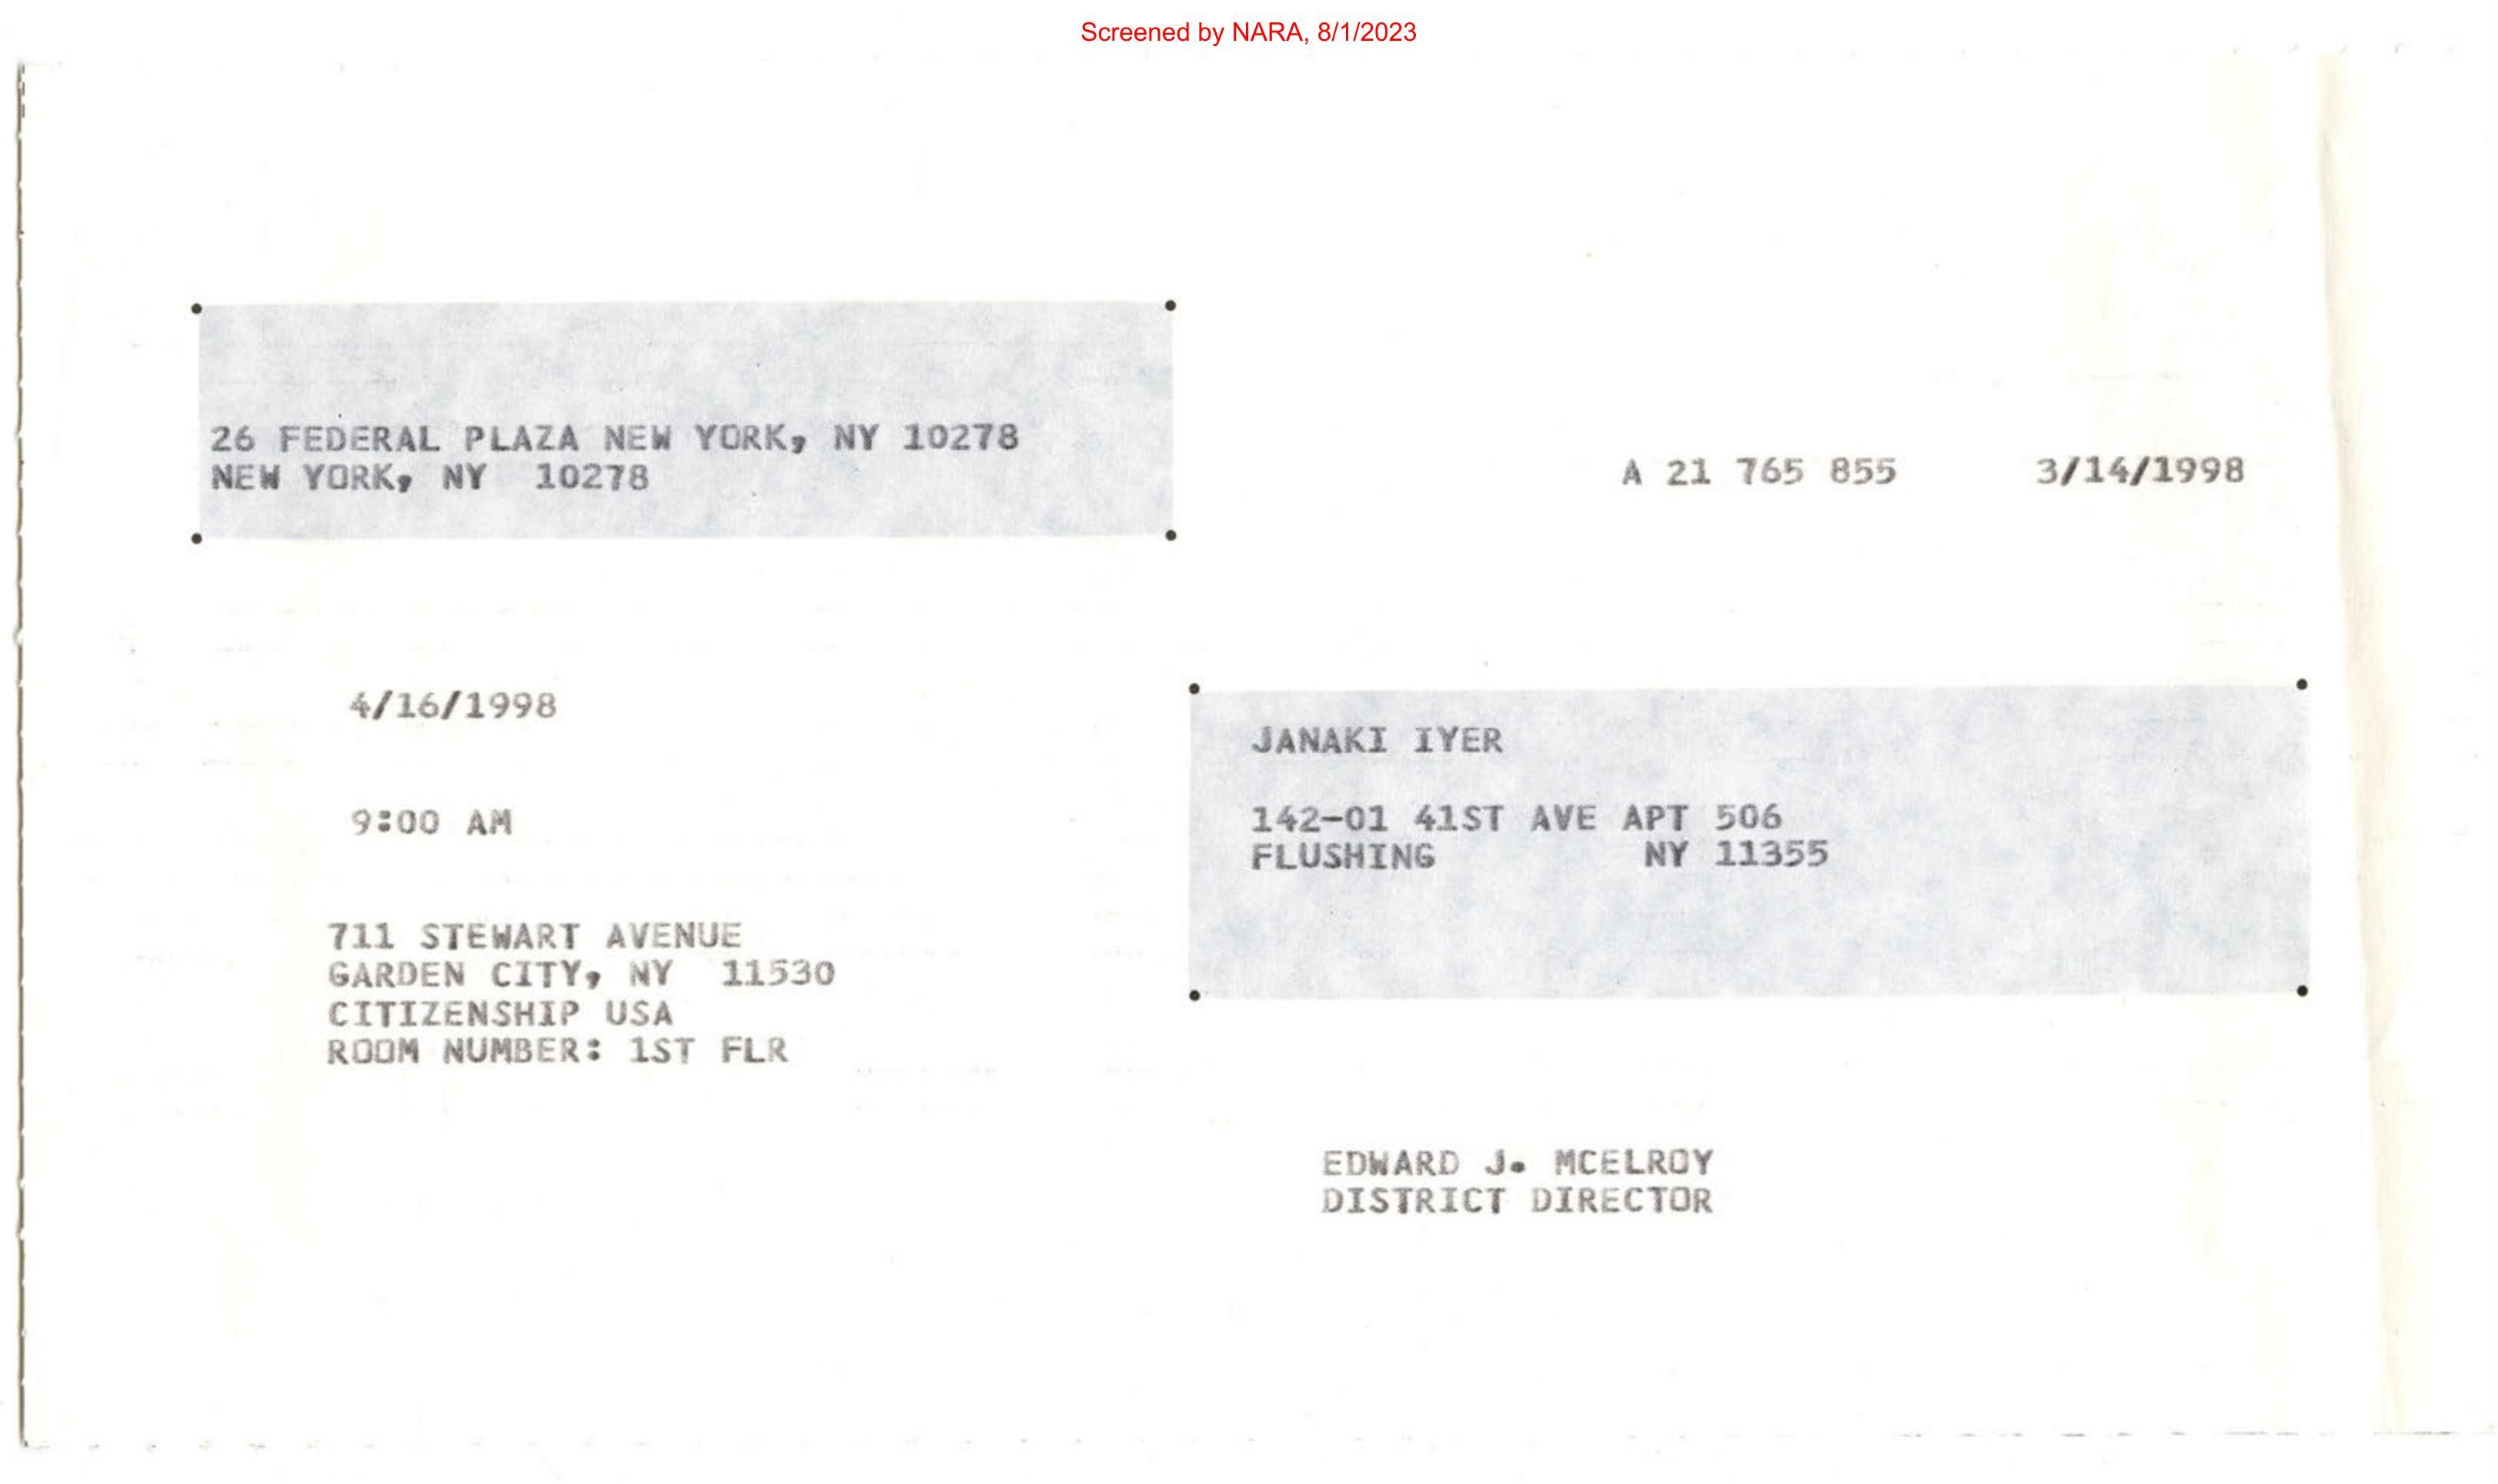 Screened by NARA, 8/1/2023
26 FEDERAL PLAZA NEW YORK, NY 10278
NEW YORK, NY 10278
A 21 765 855 3/14/1998
4/16/1998
9:00 AM
711 STEWART AVENUE
GARDEN CITY, NY 11530
CITIZENSHIP USA
ROOM NUMBER: 1ST FLR
JANAKI IYER
142-01 41ST AVE APT 506
FLUSHING NY 11355
EDWARD J. MCELROY
DISTRICT DIRECTOR